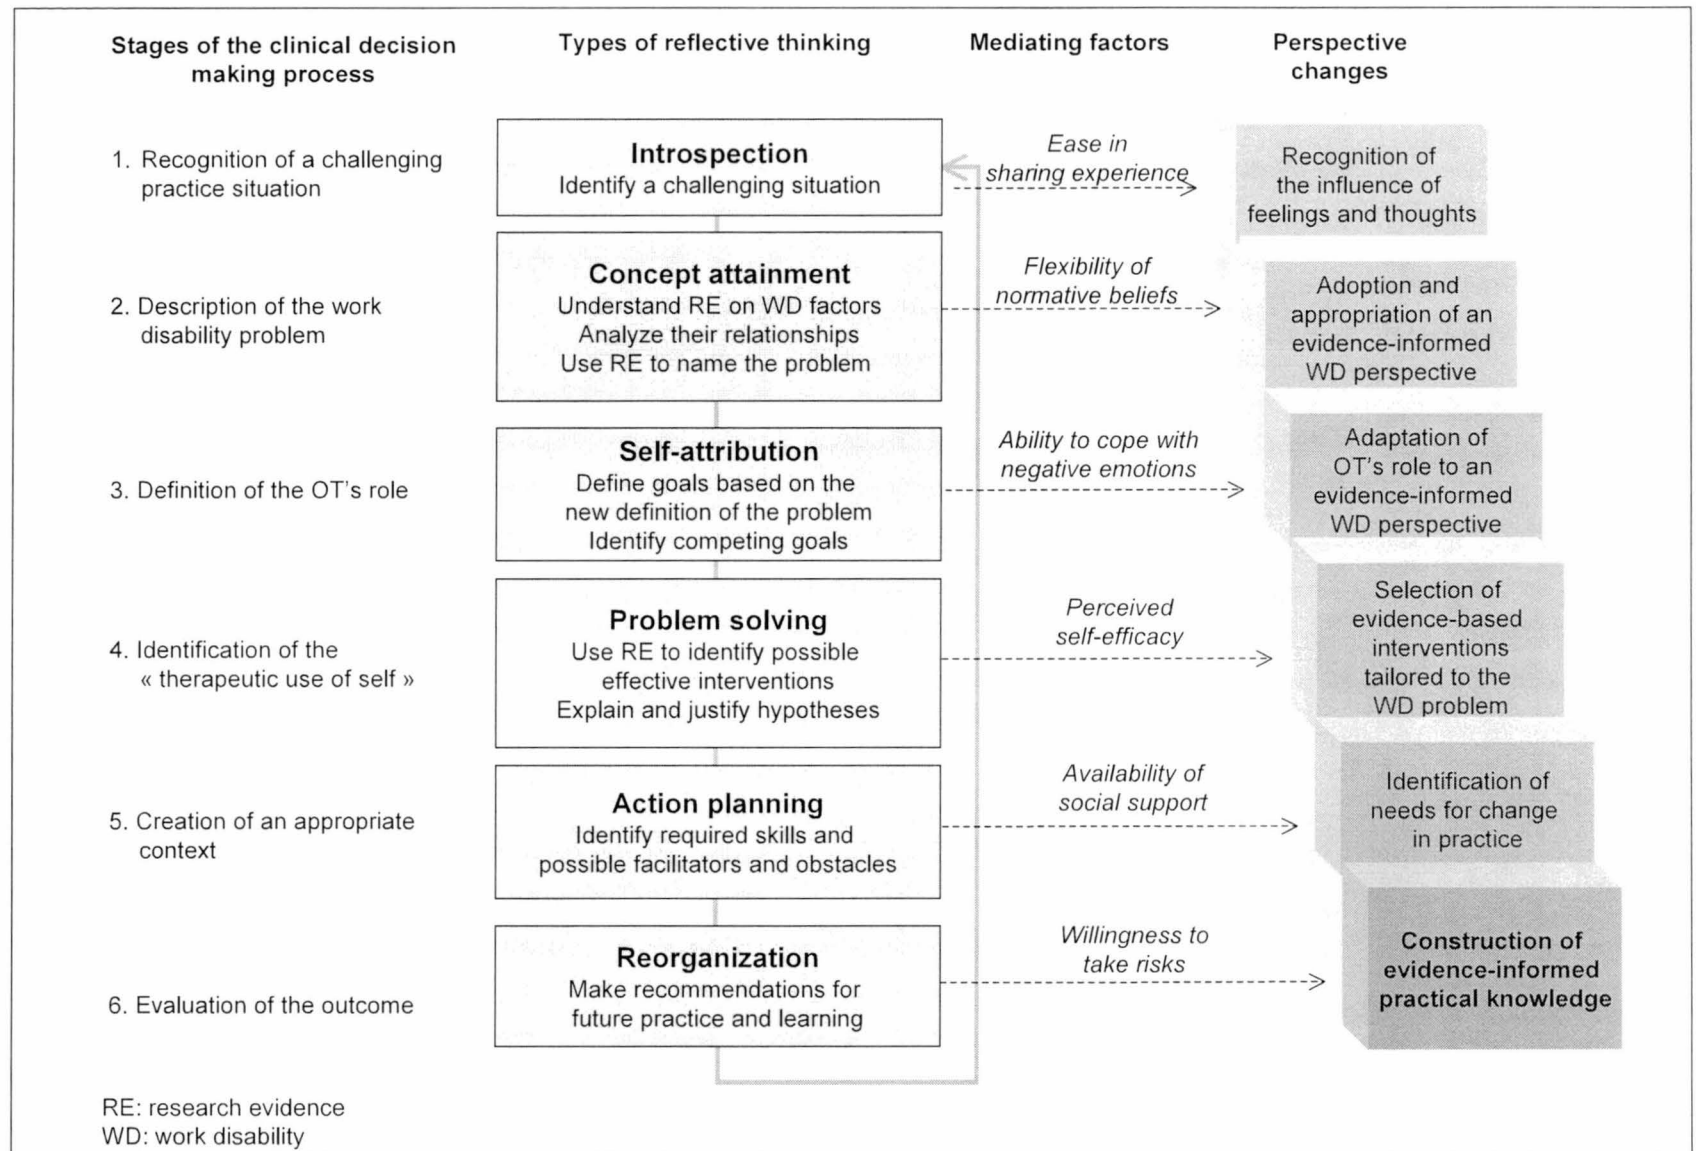 Stages of the clinical decision
making process
Types of reflective thinking
Mediating factors
Perspective
changes
1. Recognition of a challenging
practice situation
Introspection
Identify a challenging situation
Ease in
sharing experience
Recognition of
the influence of
feelings and thoughts
2. Description of the work
disability problem
Concept attainment
Understand RE on WD factors
Analyze their relationships
Use RE to name the problem
Flexibility of
normative beliefs
Adoption and
appropriation of an
evidence-informed
WD perspective
3. Definition of the OT's role
Self-attribution
Define goals based on the
new definition of the problem
Identify competing goals
Ability to cope with
negative emotions
Adaptation of
OT's role to an
evidence-informed
WD perspective
4. Identification of the
« therapeutic use of self »
Problem solving
Use RE to identify possible
effective interventions
Explain and justify hypotheses
Perceived
self-efficacy
Selection of
evidence-based
interventions
tailored to the
WD problem
5. Creation of an appropriate
context
Action planning
Identify required skills and
possible facilitators and obstacles
Availability of
social support
Identification of
needs for change
in practice
6. Evaluation of the outcome
Reorganization
Make recommendations for
future practice and learning
Willingness to
take risks
Construction of
evidence-informed
practical knowledge
RE: research evidence
WD: work disability